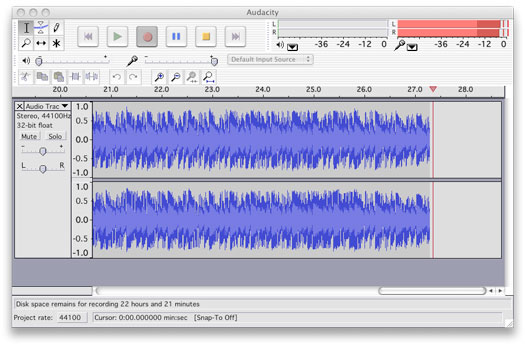 Audacity
L
R
-36 -24 -12 0
L
R
-36 -24 -12 0
Default Input Source
20.0 21.0 22.0 23.0 24.0 25.0 26.0 27.0 28.0
X Audio Trac ▼
Stereo, 44100Hz
32-bit float
Mute Solo
- +
L R
1.0
0.5
0.0
-0.5
-1.0
1.0
0.5
0.0
-0.5
-1.0
Disk space remains for recording 22 hours and 21 minutes
Project rate: 44100 Cursor: 0:00.000000 min:sec [Snap-To Off]